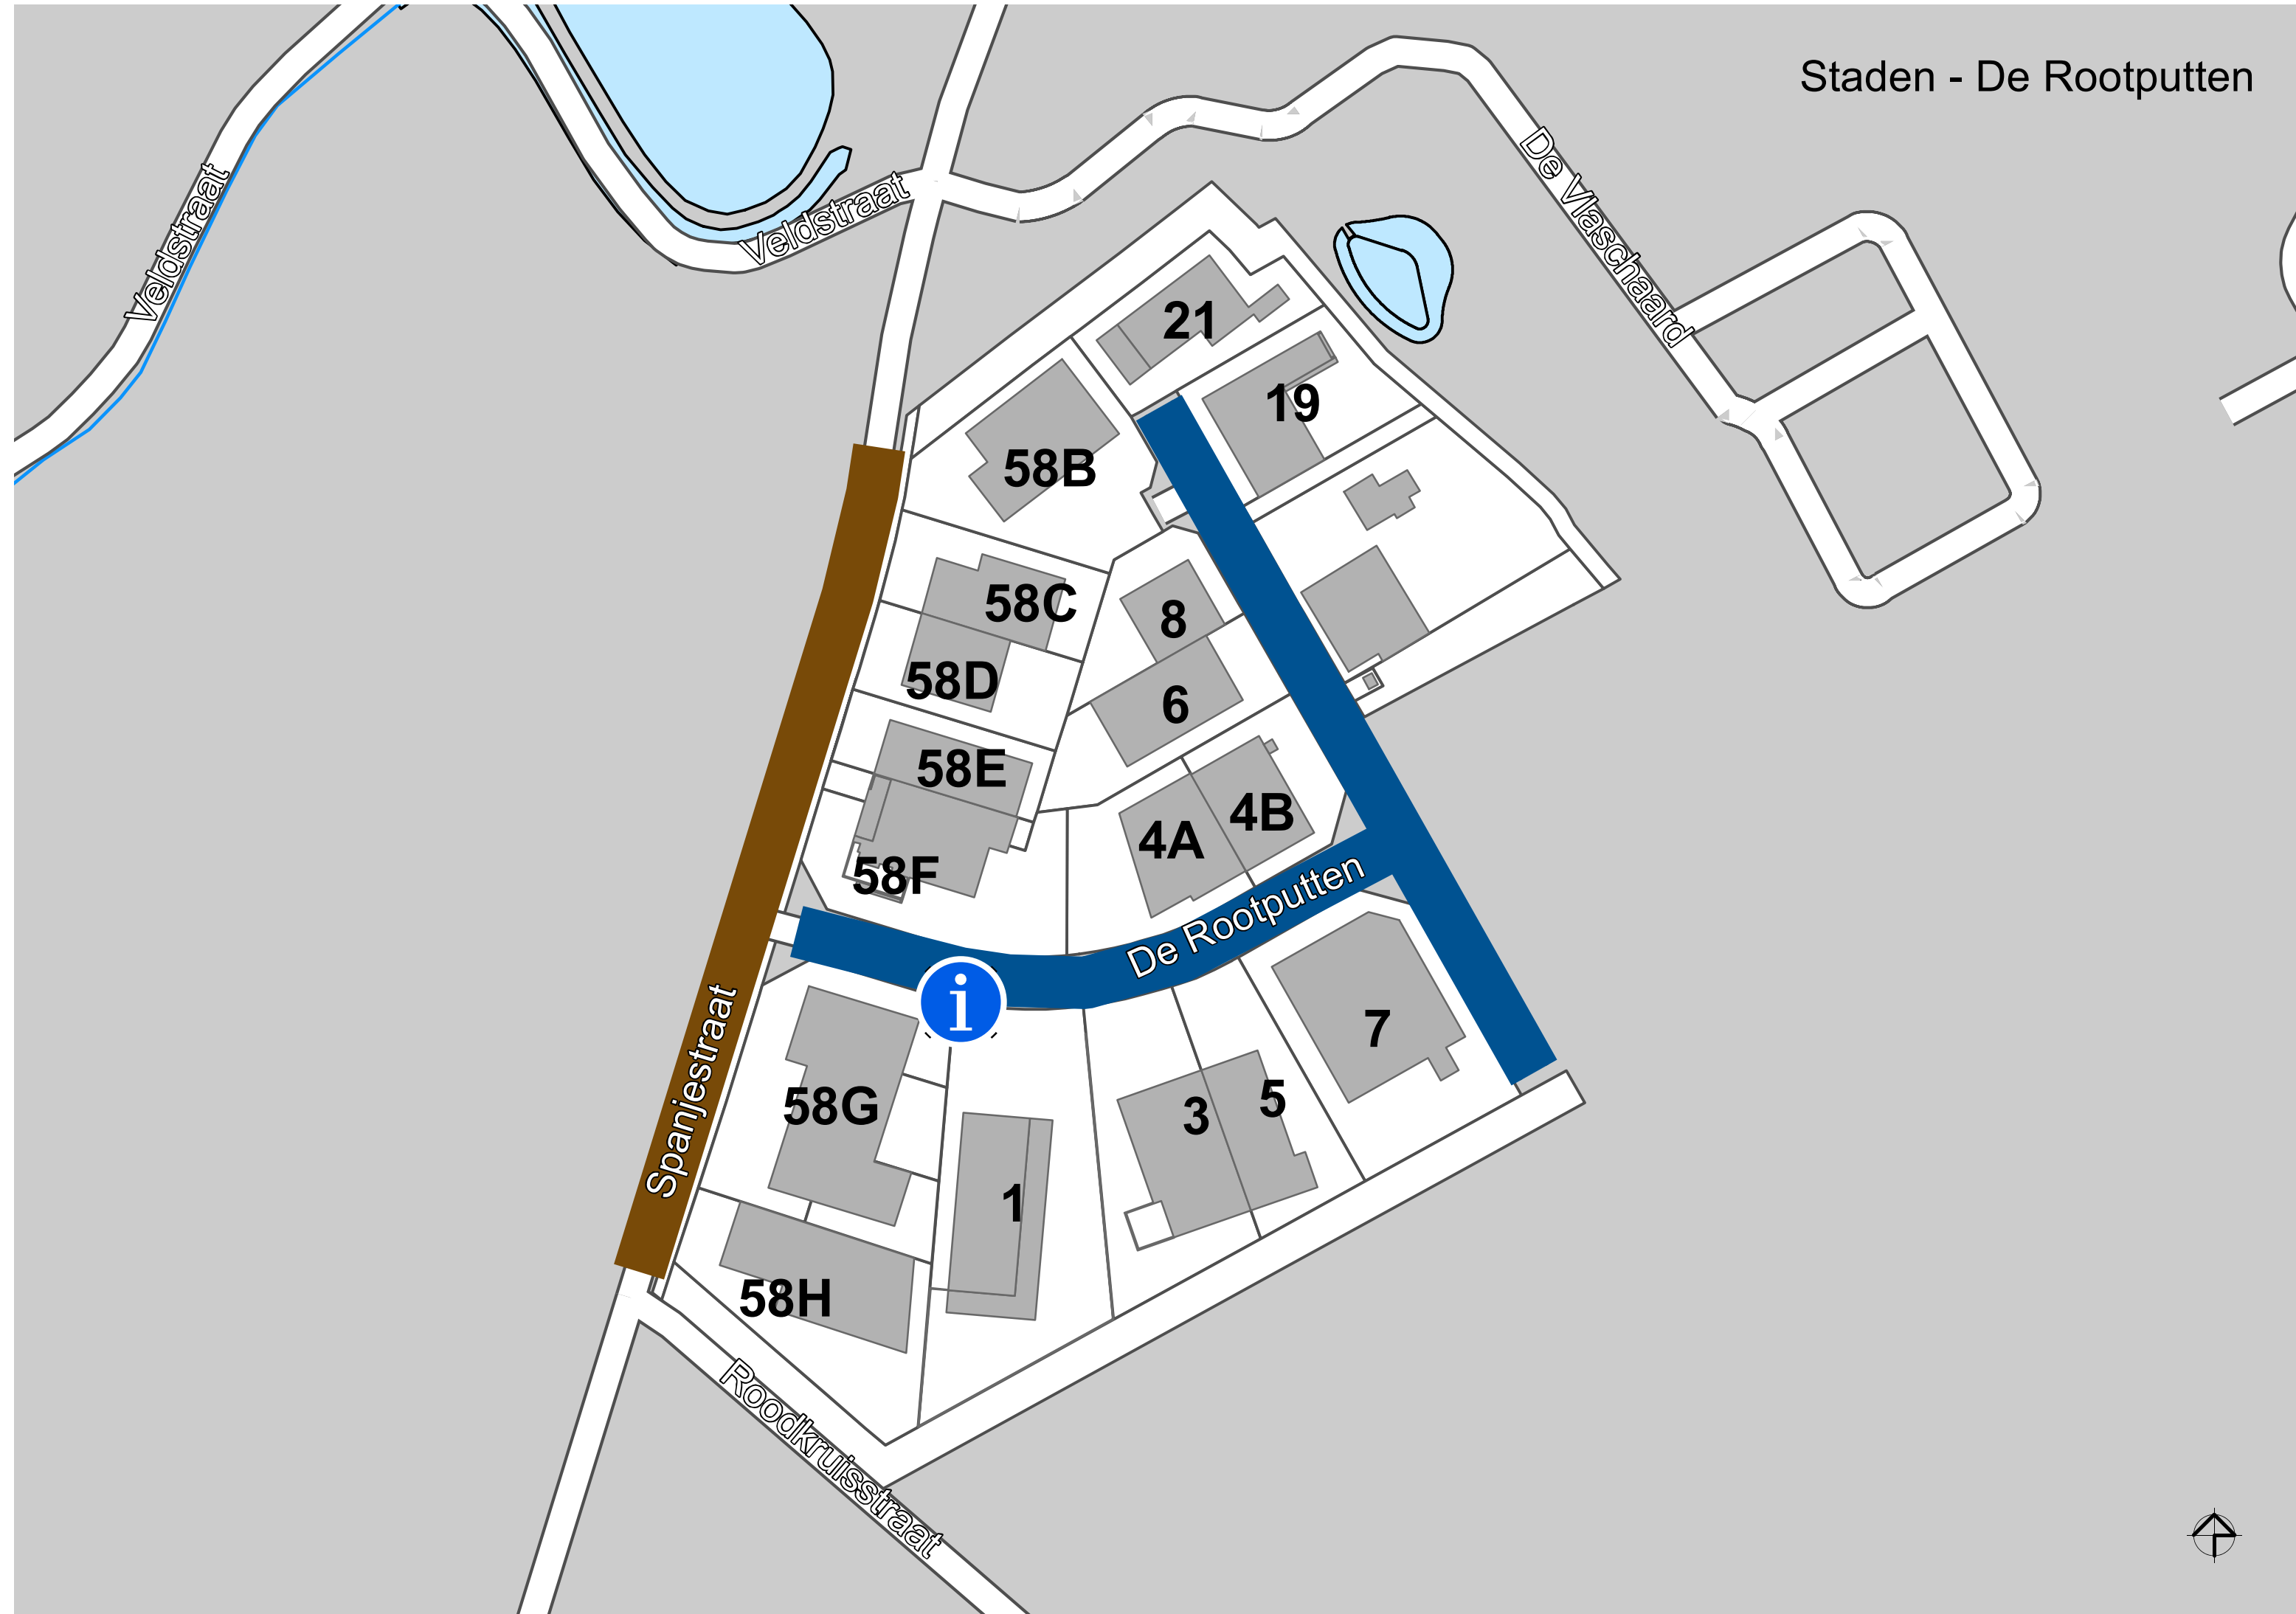 Staden - De Rootputten
De Vlaschaard
Veldstraat
Veldstraat
21
19
58B
58C
8
58D
6
58E
4B
4A
58F
De Rootputten
i
Spanjestraat
7
58G
3
5
1
58H
Roodkruisstraat